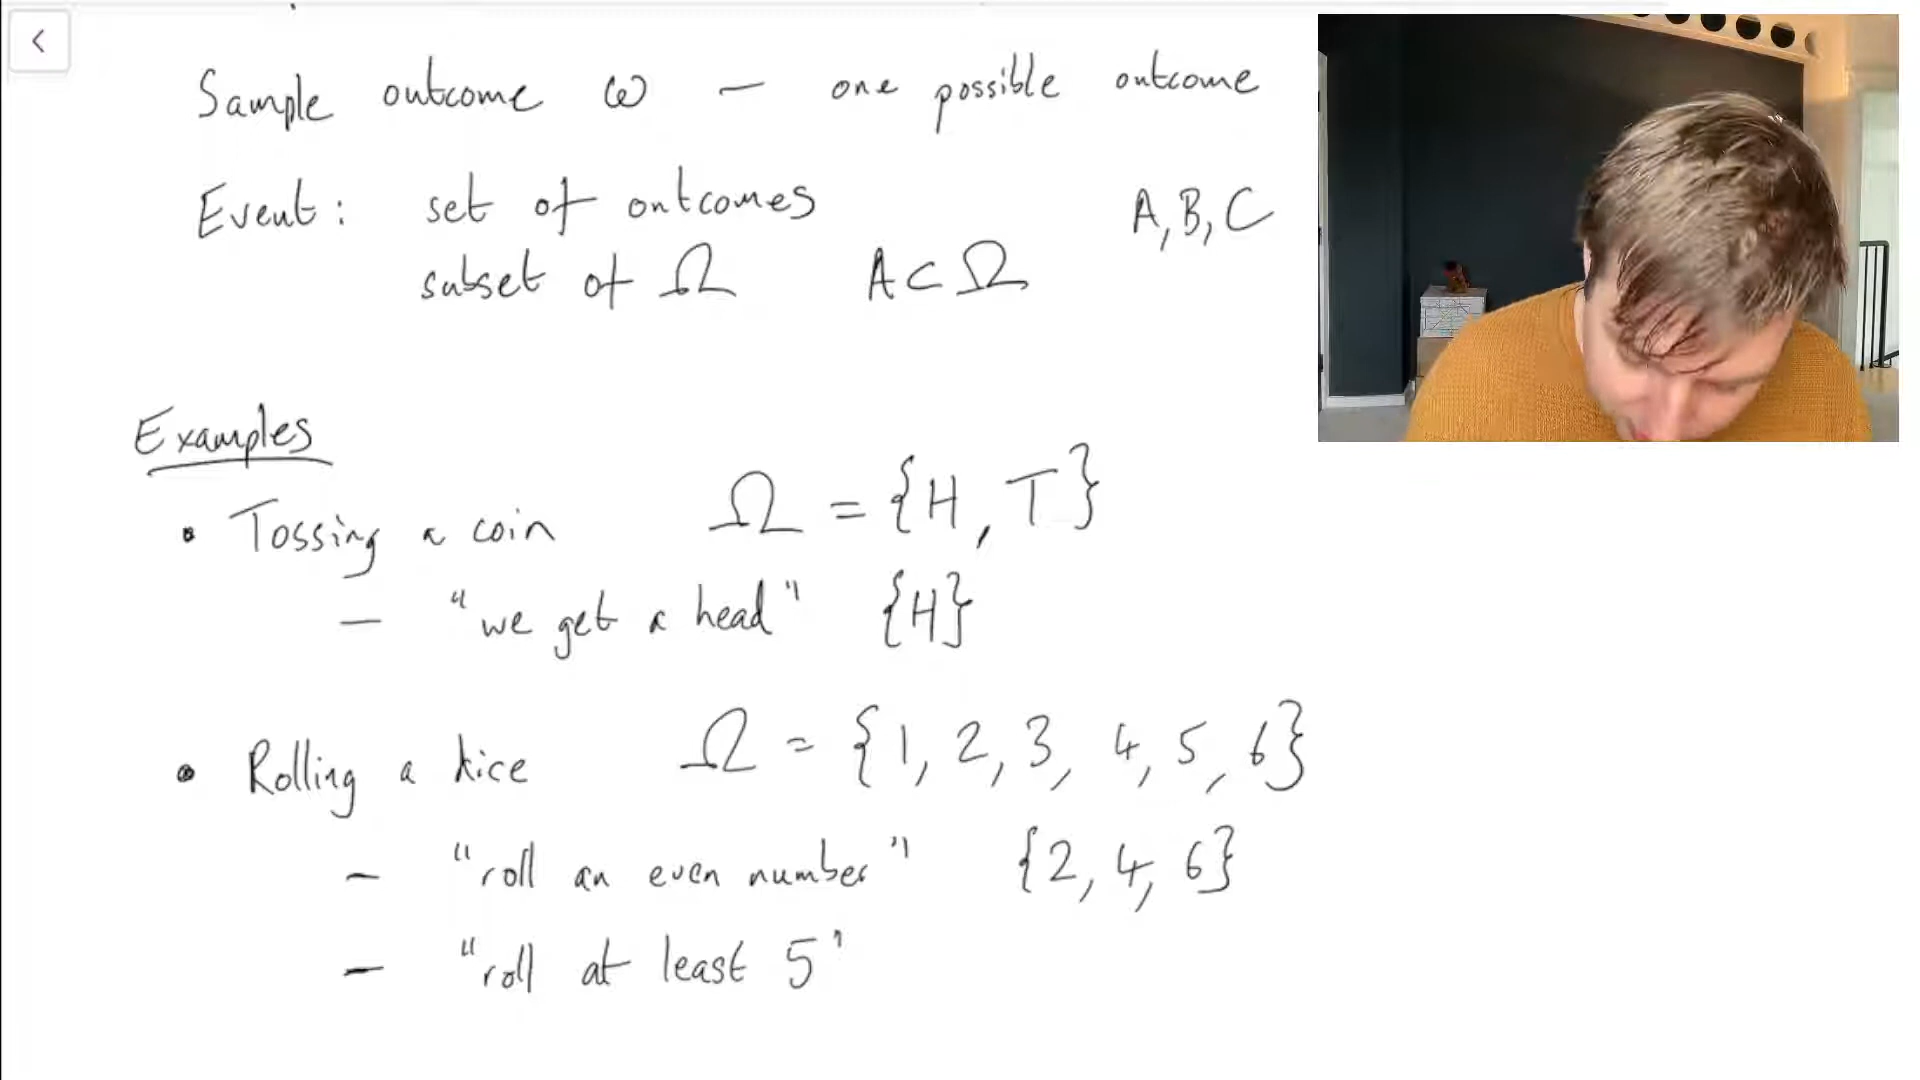 Sample outcome ω — one possible outcome
Event: set of outcomes A, B, C
subset of Ω A ⊂ Ω
Examples
• Tossing a coin Ω = {H, T}
— "we get a head" {H}
• Rolling a dice Ω = {1, 2, 3, 4, 5, 6}
— "roll an even number" {2, 4, 6}
— "roll at least 5"